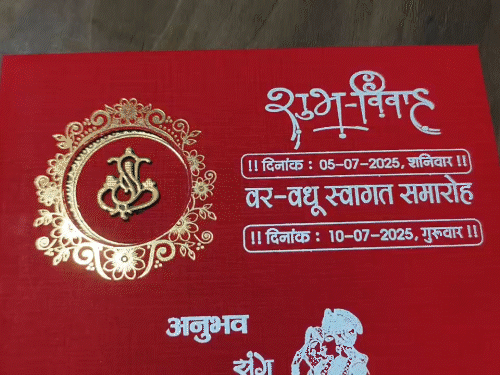 शुभ-विवाह
!! दिनांक : 05-07-2025, शनिवार !!
वर-वधू स्वागत समारोह
!! दिनांक : 10-07-2025, गुरुवार !!
अनुभव
संग